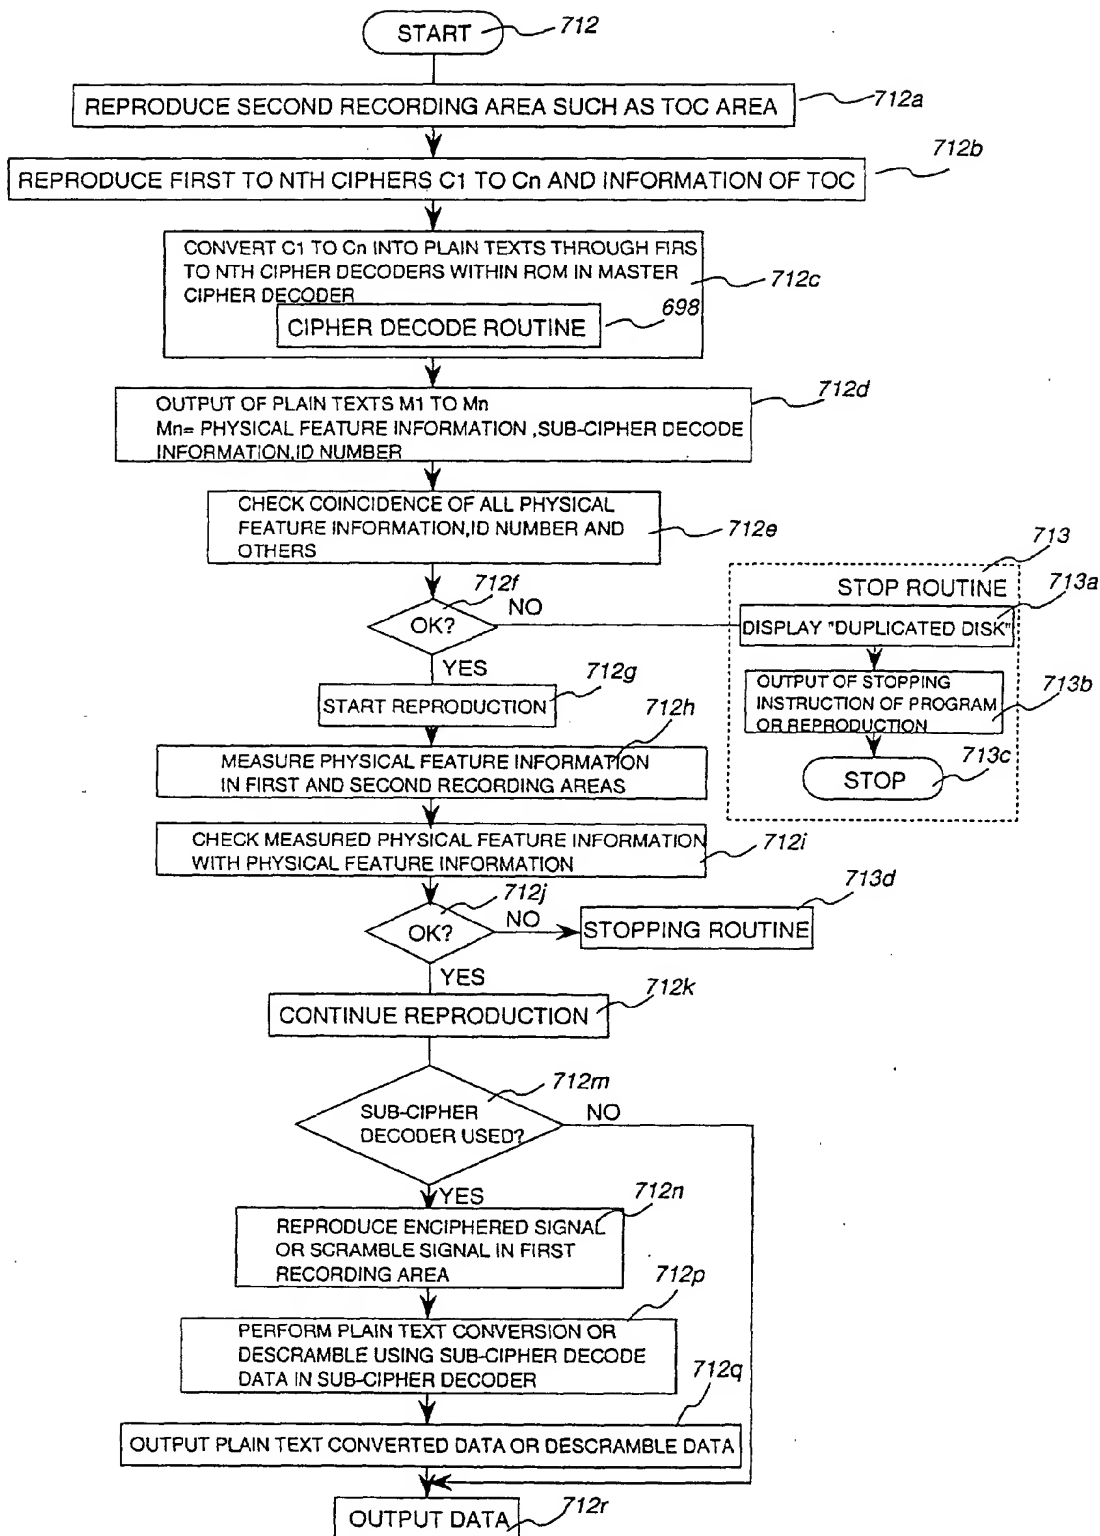 START
712
REPRODUCE SECOND RECORDING AREA SUCH AS TOC AREA
712a
712b
REPRODUCE FIRST TO NTH CIPHERS C1 TO Cn AND INFORMATION OF TOC
CONVERT C1 TO Cn INTO PLAIN TEXTS THROUGH FIRS
TO NTH CIPHER DECODERS WITHIN ROM IN MASTER
CIPHER DECODER
712c
698
CIPHER DECODE ROUTINE
712d
OUTPUT OF PLAIN TEXTS M1 TO Mn
Mn= PHYSICAL FEATURE INFORMATION ,SUB-CIPHER DECODE
INFORMATION,ID NUMBER
CHECK COINCIDENCE OF ALL PHYSICAL
FEATURE INFORMATION,ID NUMBER AND
OTHERS
712e
712f
OK?
NO
YES
713
STOP ROUTINE
713a
DISPLAY "DUPLICATED DISK"
OUTPUT OF STOPPING
INSTRUCTION OF PROGRAM
OR REPRODUCTION
713b
STOP
713c
712g
START REPRODUCTION
712h
MEASURE PHYSICAL FEATURE INFORMATION
IN FIRST AND SECOND RECORDING AREAS
CHECK MEASURED PHYSICAL FEATURE INFORMATION
WITH PHYSICAL FEATURE INFORMATION
712i
712j
OK?
NO
713d
STOPPING ROUTINE
YES
712k
CONTINUE REPRODUCTION
712m
SUB-CIPHER
DECODER USED?
NO
YES
712n
REPRODUCE ENCIPHERED SIGNAL
OR SCRAMBLE SIGNAL IN FIRST
RECORDING AREA
712p
PERFORM PLAIN TEXT CONVERSION OR
DESCRAMBLE USING SUB-CIPHER DECODE
DATA IN SUB-CIPHER DECODER
712q
OUTPUT PLAIN TEXT CONVERTED DATA OR DESCRAMBLE DATA
OUTPUT DATA
712r